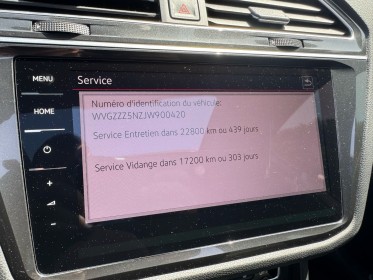 MENU
Service
HOME
Numéro d'identification du véhicule:
WVGZZZ5NZJW900420
Service Entretien dans 22800 km ou 439 jours
Service Vidange dans 17200 km ou 303 jours
+
-